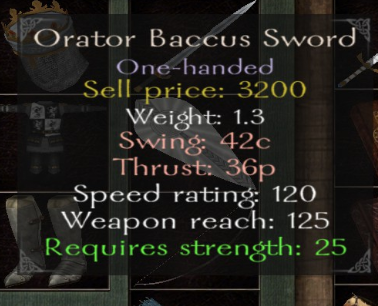 Orator Baccus Sword
One-handed
Sell price: 3200
Weight: 1.3
Swing: 42c
Thrust: 36p
Speed rating: 120
Weapon reach: 125
Requires strength: 25